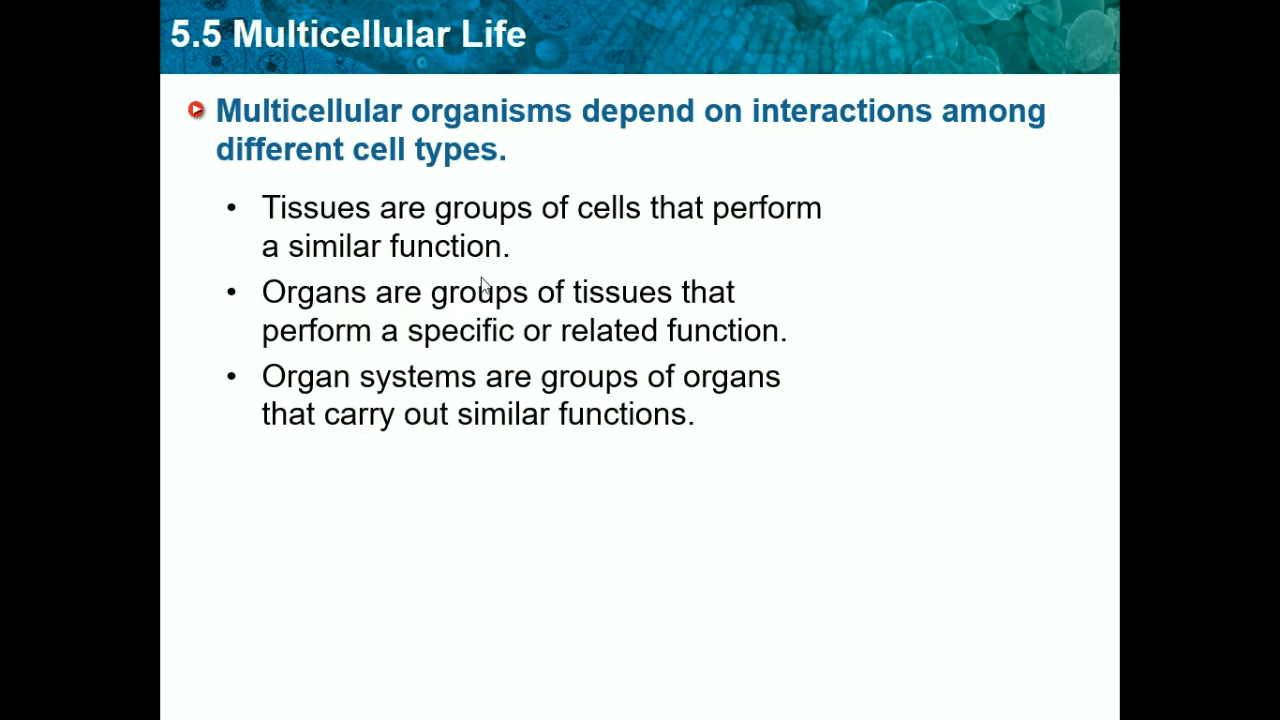 5.5 Multicellular Life
Multicellular organisms depend on interactions among
different cell types.
• Tissues are groups of cells that perform
a similar function.
• Organs are groups of tissues that
perform a specific or related function.
• Organ systems are groups of organs
that carry out similar functions.